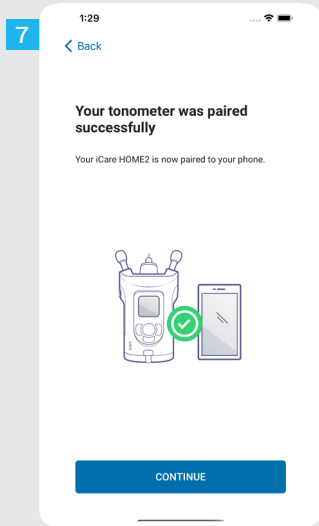 7
1:29
Back
Your tonometer was paired
successfully
Your iCare HOME2 is now paired to your phone.
CONTINUE